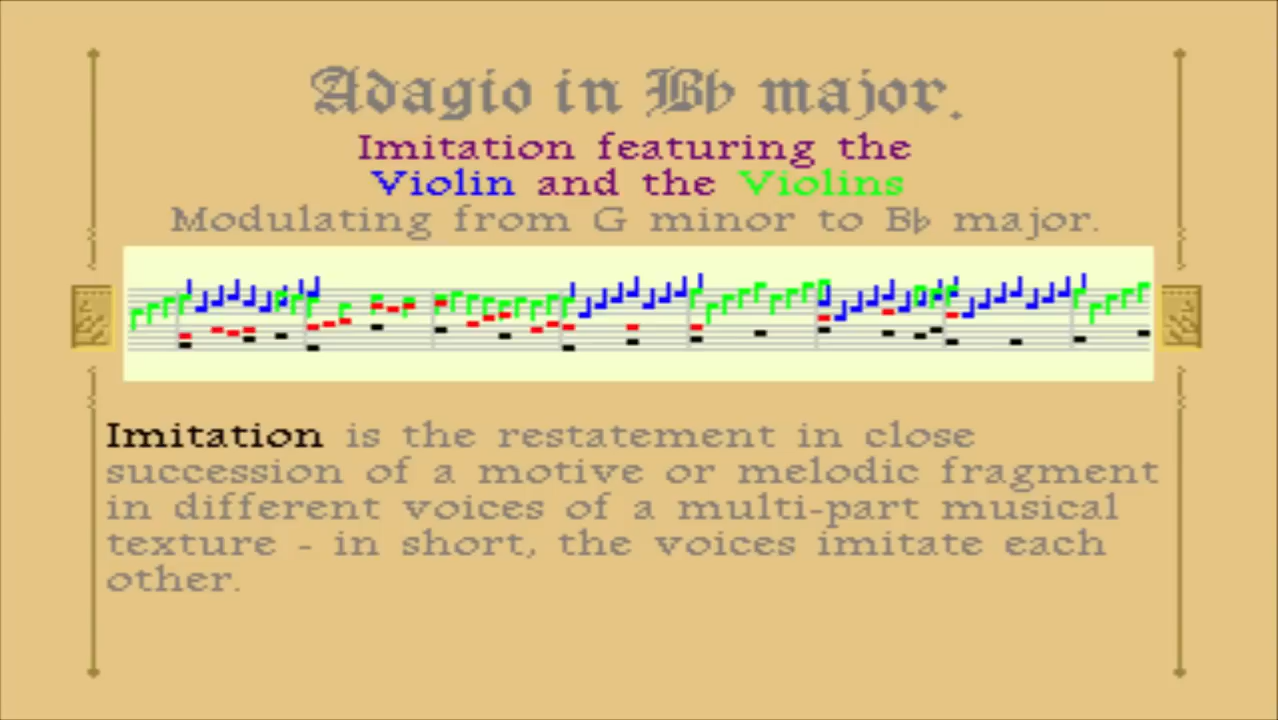 Adagio in B♭ major.
Imitation featuring the
Violin and the Violins
Modulating from G minor to B♭ major.
Imitation is the restatement in close
succession of a motive or melodic fragment
in different voices of a multi-part musical
texture - in short, the voices imitate each
other.